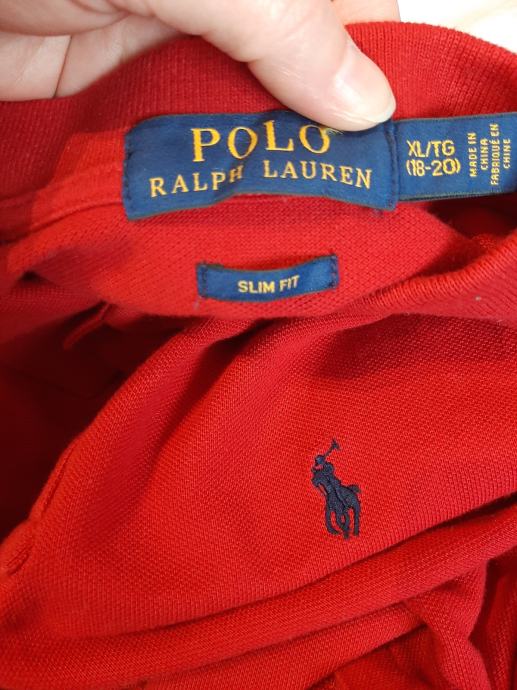 POLO
RALPH LAUREN
XL/TG
(18-20)
MADE IN
CHINA
FABRIQUÉ EN
CHINE
SLIM FIT